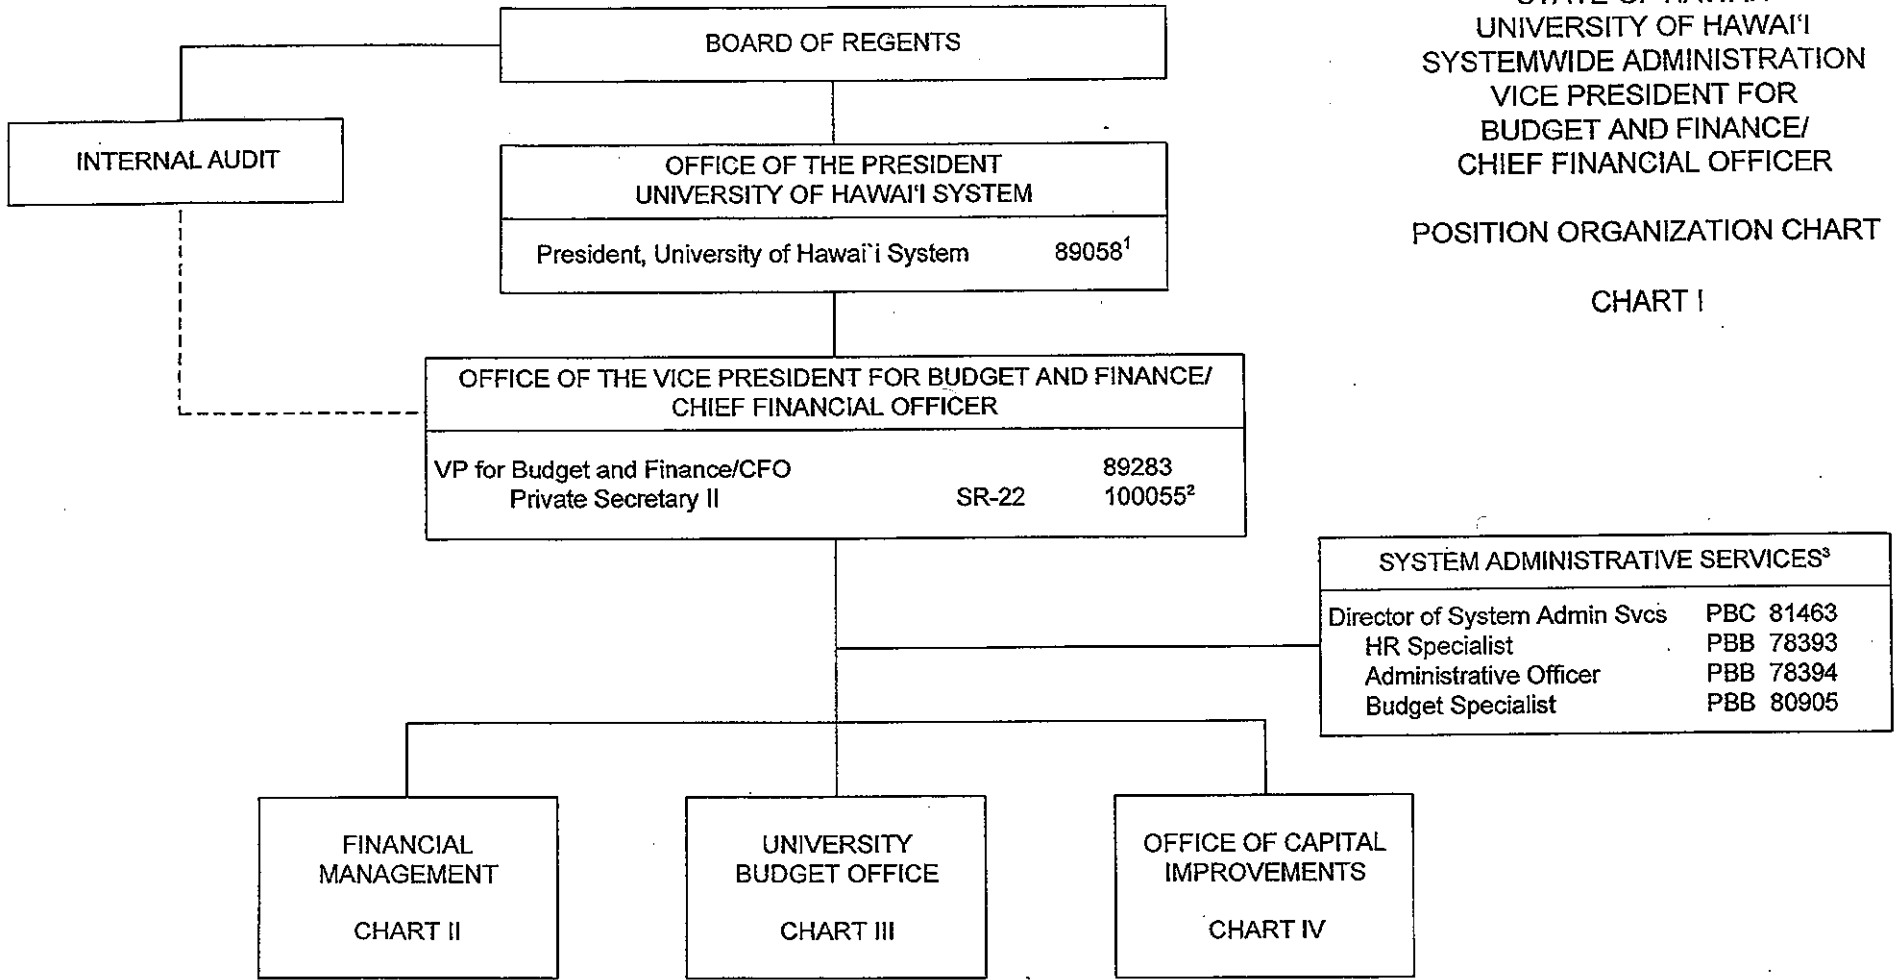 STATE OF HAWAI'I
UNIVERSITY OF HAWAI'I
SYSTEMWIDE ADMINISTRATION
VICE PRESIDENT FOR
BUDGET AND FINANCE/
CHIEF FINANCIAL OFFICER
POSITION ORGANIZATION CHART
CHART I
BOARD OF REGENTS
INTERNAL AUDIT
OFFICE OF THE PRESIDENT
UNIVERSITY OF HAWAI'I SYSTEM
President, University of Hawai`i System 89058¹
OFFICE OF THE VICE PRESIDENT FOR BUDGET AND FINANCE/
CHIEF FINANCIAL OFFICER
VP for Budget and Finance/CFO 89283
Private Secretary II SR-22 100055²
SYSTEM ADMINISTRATIVE SERVICES³
Director of System Admin Svcs PBC 81463
HR Specialist PBB 78393
Administrative Officer PBB 78394
Budget Specialist PBB 80905
FINANCIAL
MANAGEMENT
CHART II
UNIVERSITY
BUDGET OFFICE
CHART III
OFFICE OF CAPITAL
IMPROVEMENTS
CHART IV